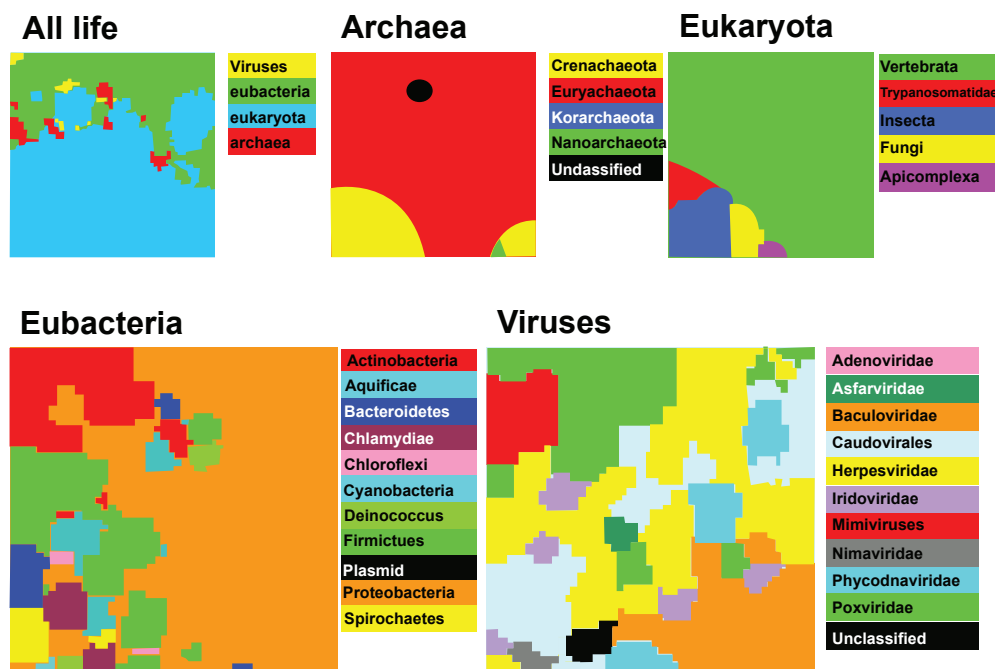 All life
Archaea
Eukaryota
Viruses
eubacteria
eukaryota
archaea
Crenachaeota
Euryachaeota
Korarchaeota
Nanoarchaeota
Undassified
Vertebrata
Trypanosomatidae
Insecta
Fungi
Apicomplexa
Eubacteria
Viruses
Actinobacteria
Aquificae
Bacteroidetes
Chlamydiae
Chloroflexi
Cyanobacteria
Deinococcus
Firmictues
Plasmid
Proteobacteria
Spirochaetes
Adenoviridae
Asfarviridae
Baculoviridae
Caudovirales
Herpesviridae
Iridoviridae
Mimiviruses
Nimaviridae
Phycodnaviridae
Poxviridae
Unclassified